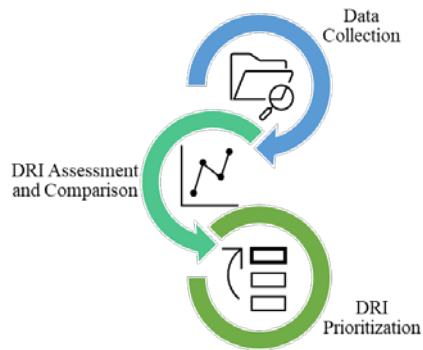 Data
Collection
DRI Assessment
and Comparison
DRI
Prioritization